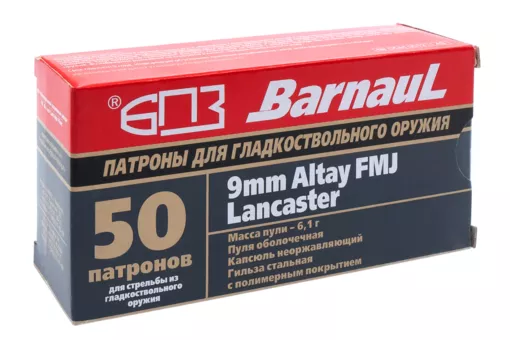 ® БПЗ Barnaul
ПАТРОНЫ ДЛЯ ГЛАДКОСТВОЛЬНОГО ОРУЖИЯ
50
патронов
для стрельбы из
гладкоствольного
оружия
9mm Altay FMJ
Lancaster
Масса пули – 6,1 г
Пуля оболочечная
Капсюль неоржавляющий
Гильза стальная
с полимерным покрытием